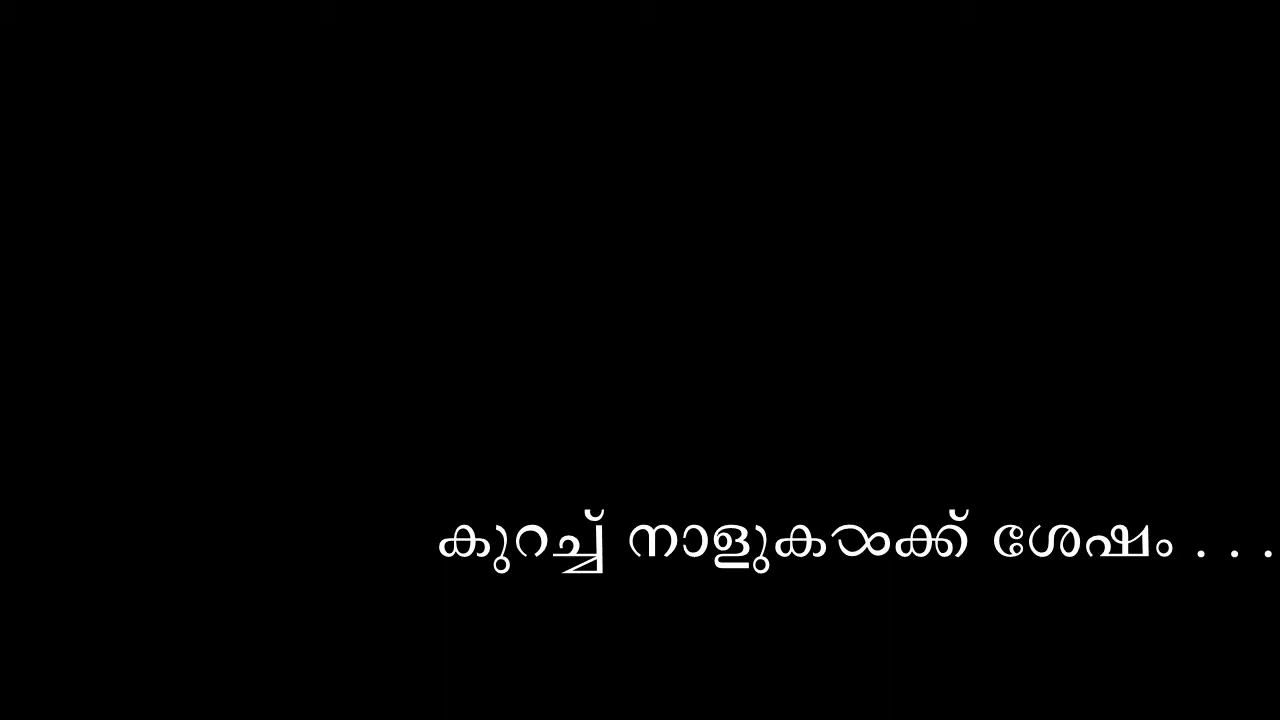 കുറച്ച് നാളുകൾക്ക് ശേഷം . . .